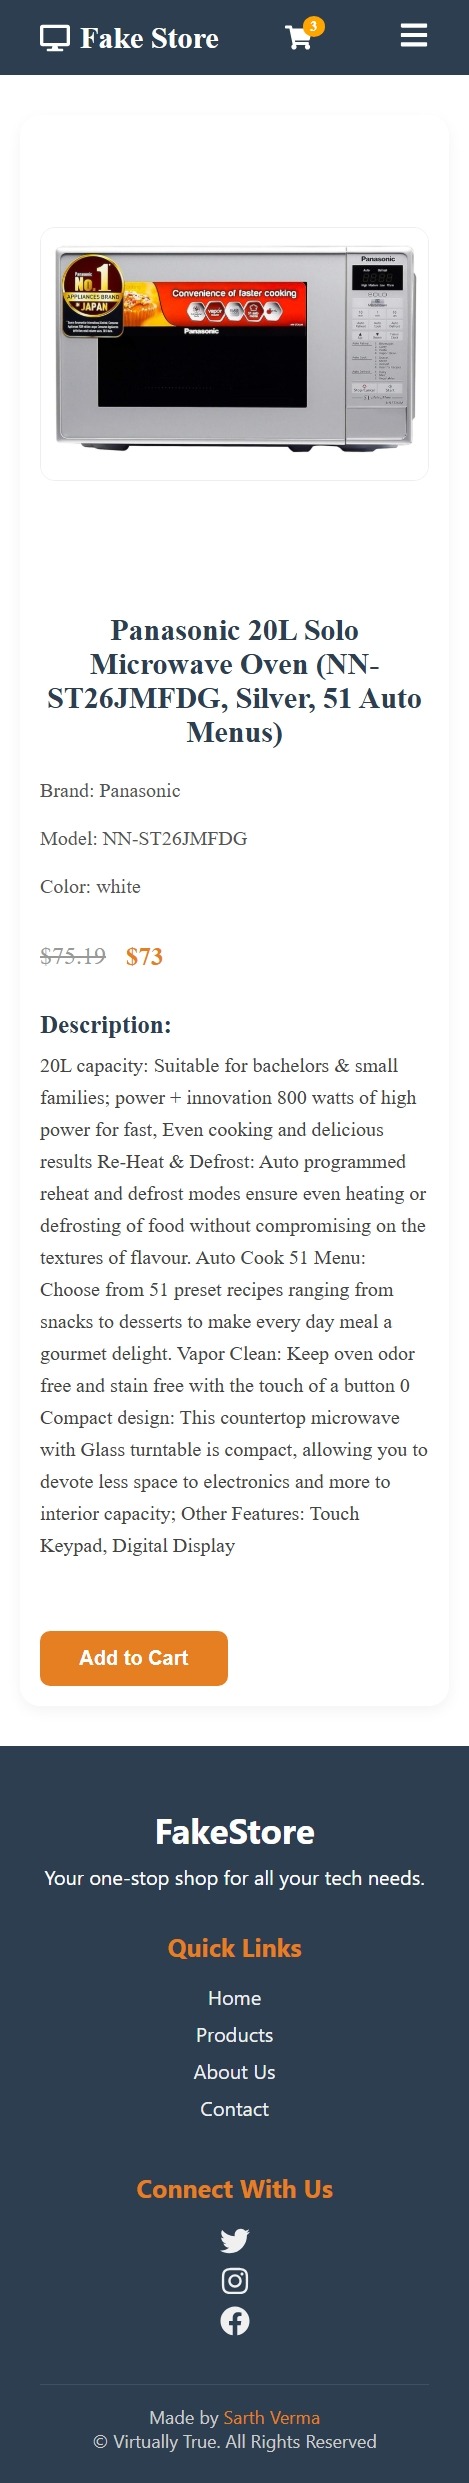 Fake Store
3
Panasonic
No.1
APPLIANCES BRAND
★ JAPAN
Convenience of faster cooking
Panasonic
Panasonic
Panasonic 20L Solo
Microwave Oven (NN-
ST26JMFDG, Silver, 51 Auto
Menus)
Brand: Panasonic
Model: NN-ST26JMFDG
Color: white
$75.19 $73
Description:
20L capacity: Suitable for bachelors & small
families; power + innovation 800 watts of high
power for fast, Even cooking and delicious
results Re-Heat & Defrost: Auto programmed
reheat and defrost modes ensure even heating or
defrosting of food without compromising on the
textures of flavour. Auto Cook 51 Menu:
Choose from 51 preset recipes ranging from
snacks to desserts to make every day meal a
gourmet delight. Vapor Clean: Keep oven odor
free and stain free with the touch of a button 0
Compact design: This countertop microwave
with Glass turntable is compact, allowing you to
devote less space to electronics and more to
interior capacity; Other Features: Touch
Keypad, Digital Display
Add to Cart
FakeStore
Your one-stop shop for all your tech needs.
Quick Links
Home
Products
About Us
Contact
Connect With Us
Made by Sarth Verma
© Virtually True. All Rights Reserved